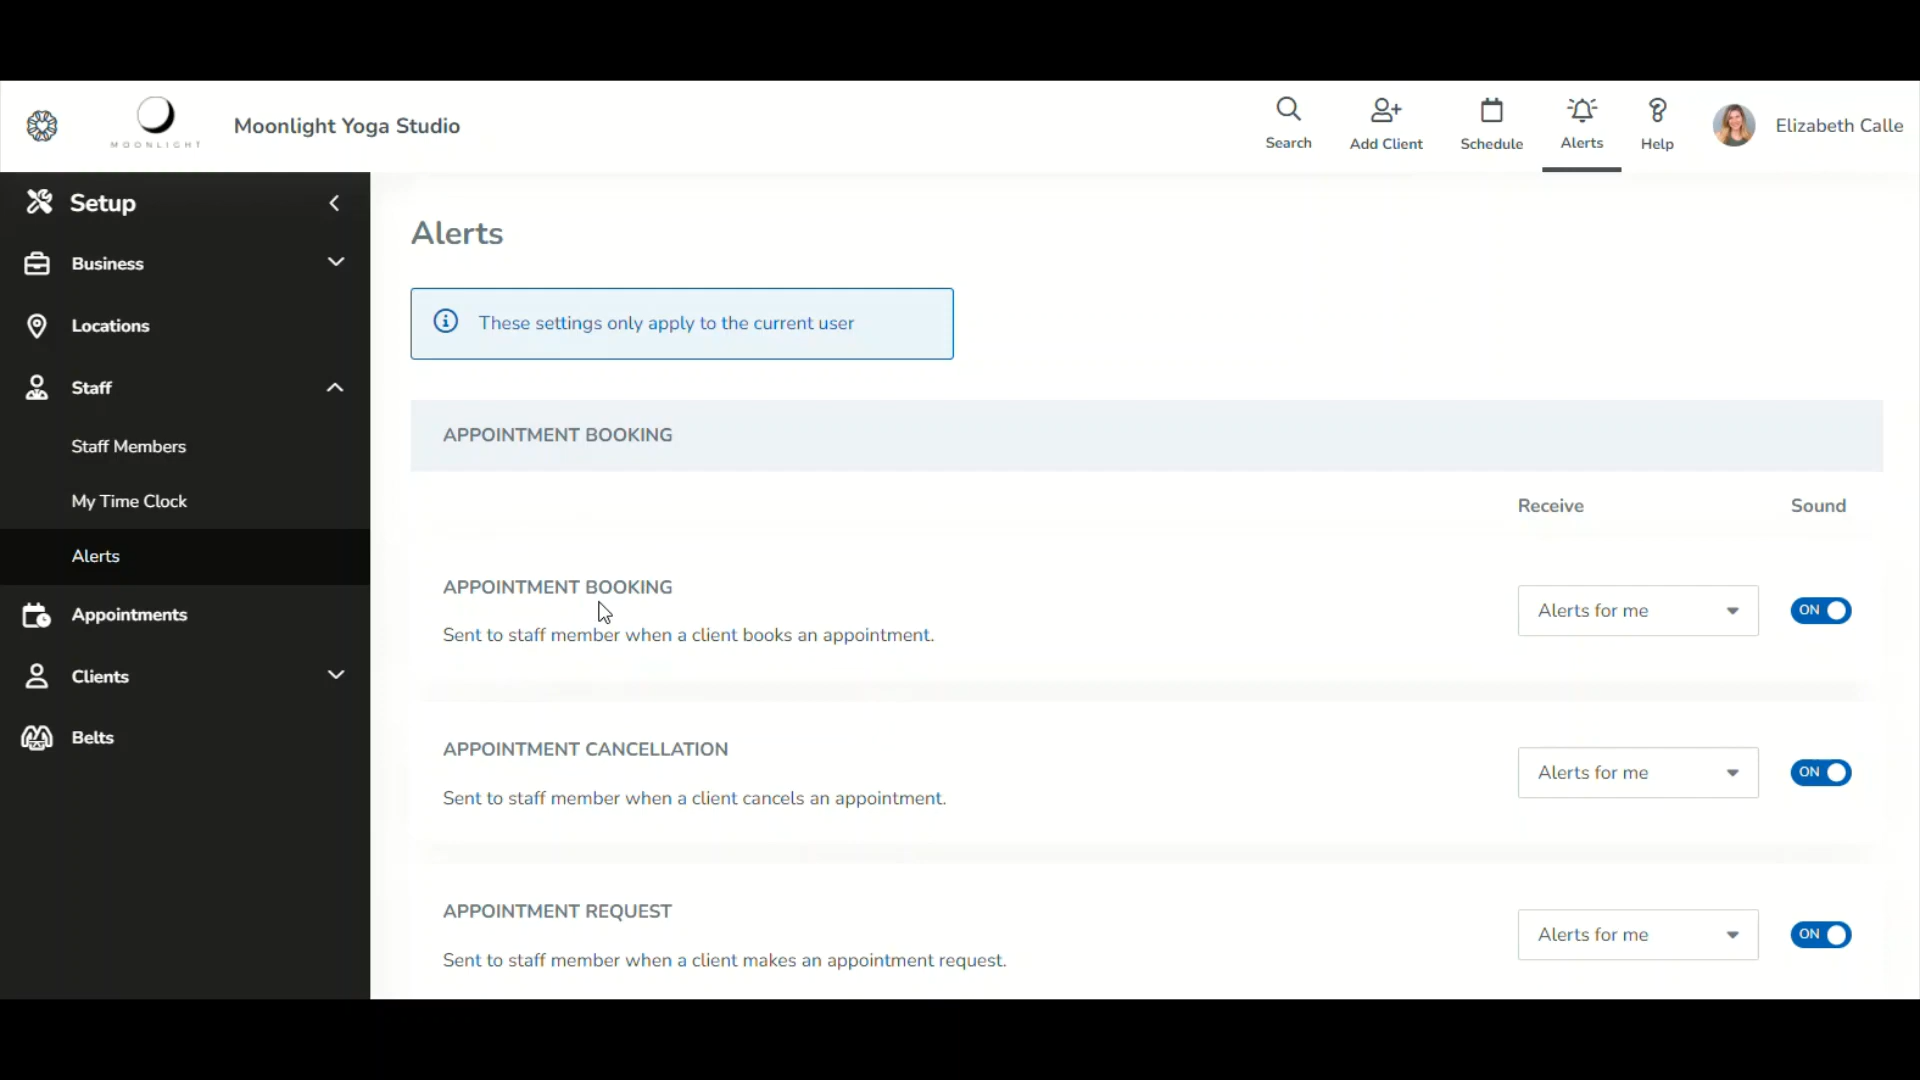 MOONLIGHT
Moonlight Yoga Studio
Search
Add Client
Schedule
Alerts
Help
Elizabeth Calle
Setup
Business
Locations
Staff
Staff Members
My Time Clock
Alerts
Appointments
Clients
Belts
Alerts
These settings only apply to the current user
APPOINTMENT BOOKING
Receive
Sound
APPOINTMENT BOOKING
Sent to staff member when a client books an appointment.
Alerts for me
ON
APPOINTMENT CANCELLATION
Sent to staff member when a client cancels an appointment.
Alerts for me
ON
APPOINTMENT REQUEST
Sent to staff member when a client makes an appointment request.
Alerts for me
ON